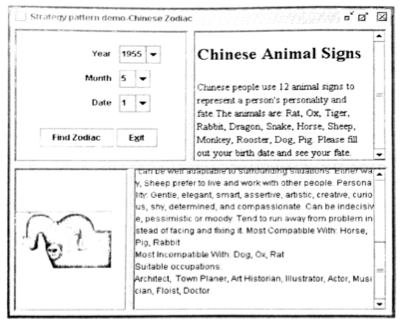 Strategy pattern demo-Chinese Zodiac
Year 1955
Month 5
Date 1
Find Zodiac Exit
Chinese Animal Signs
Chinese people use 12 animal signs to
represent a person's personality and
fate.The animals are: Rat, Ox, Tiger,
Rabbit, Dragon, Snake, Horse, Sheep,
Monkey, Rooster, Dog, Pig. Please fill
out your birth date and see your fate.
can be well adaptable to surrounding situations. Either wa
y, Sheep prefer to live and work with other people. Persona
lity: Gentle, elegant, smart, assertive, artistic, creative, curio
us, shy, determined, and compassionate. Can be indecisiv
e, pessimistic or moody. Tend to run away from problem in
stead of facing and fixing it. Most Compatible With: Horse,
Pig, Rabbit
Most Incompatible With: Dog, Ox, Rat
Suitable occupations:
Architect, Town Planer, Art Historian, Illustrator, Actor, Musi
cian, Floist, Doctor